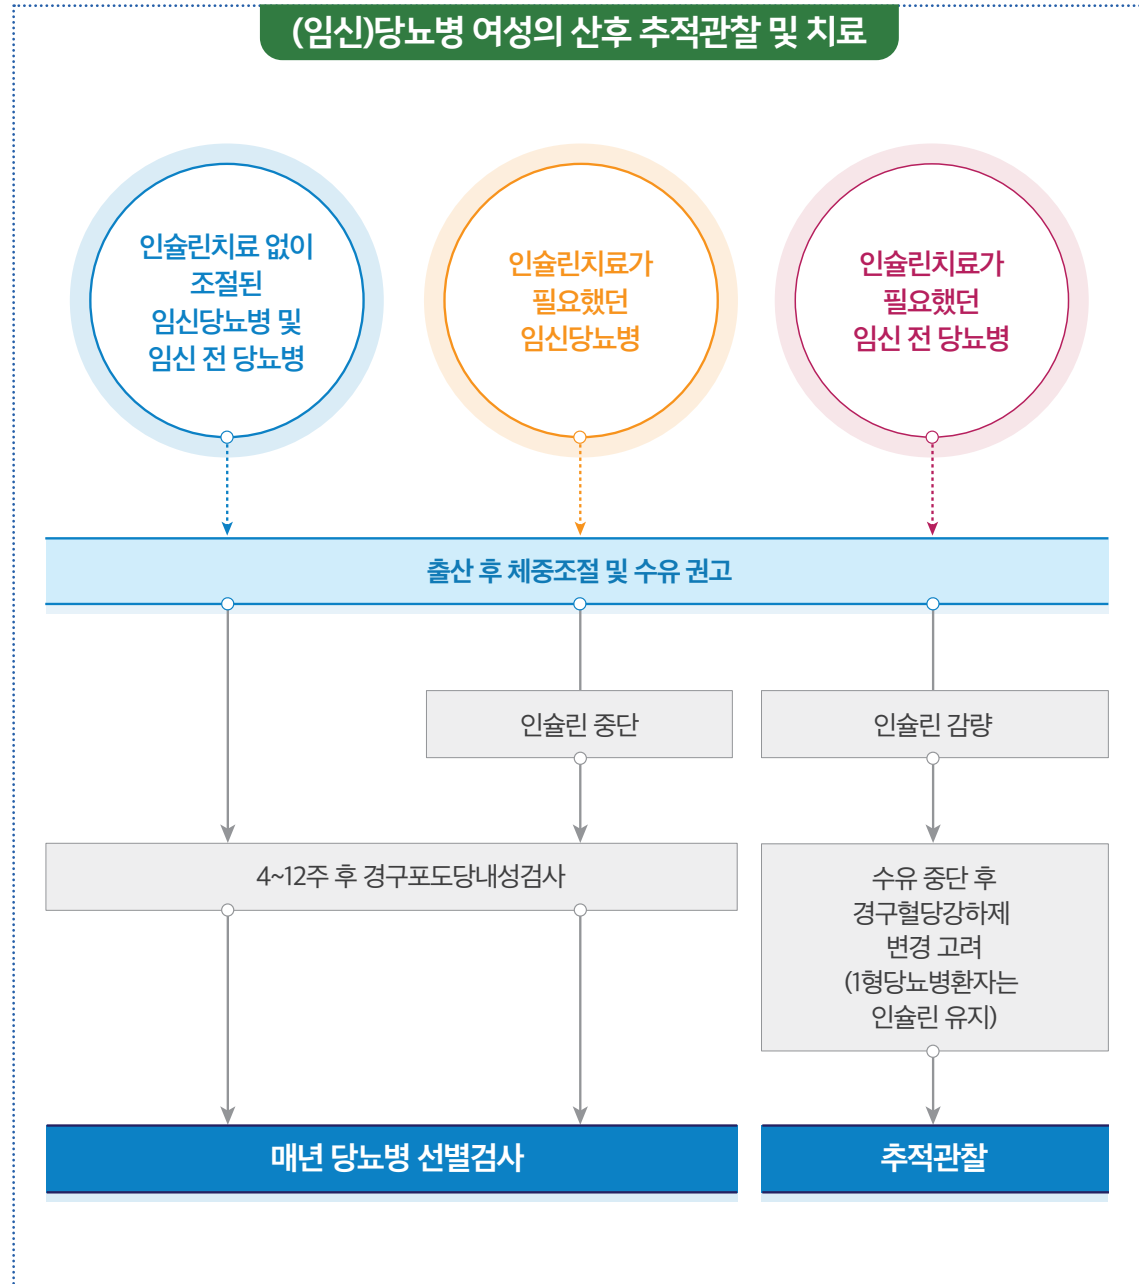 (임신)당뇨병 여성의 산후 추적관찰 및 치료
인슐린치료 없이
조절된
임신당뇨병 및
임신 전 당뇨병
인슐린치료가
필요했던
임신당뇨병
인슐린치료가
필요했던
임신 전 당뇨병
출산 후 체중조절 및 수유 권고
인슐린 중단
인슐린 감량
4~12주 후 경구포도당내성검사
수유 중단 후
경구혈당강하제
변경 고려
(1형당뇨병환자는
인슐린 유지)
매년 당뇨병 선별검사
추적관찰